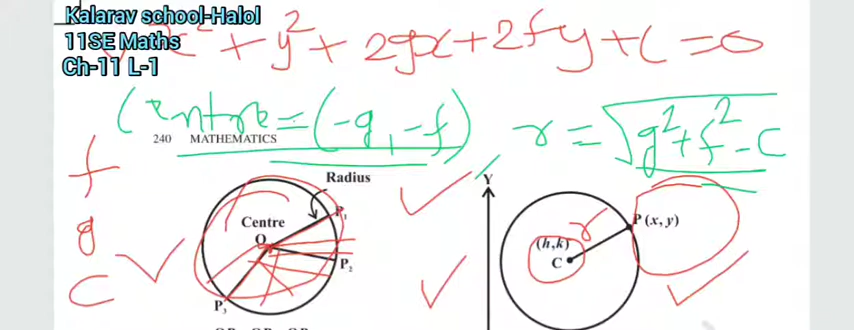 Kalarav school-Halol
11SE Maths
Ch-11 L-1
x² + y² + 2gx + 2fy + c = 0
Centre = (-g, -f)
r = √g² + f² - c
240 MATHEMATICS
f
g
c
Radius
Centre
O
P₁
P₂
P₃
Y
P (x, y)
r
(h, k)
C